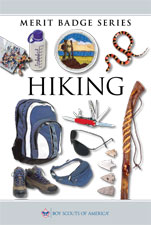 MERIT BADGE SERIES
HIKING
BOY SCOUTS OF AMERICA